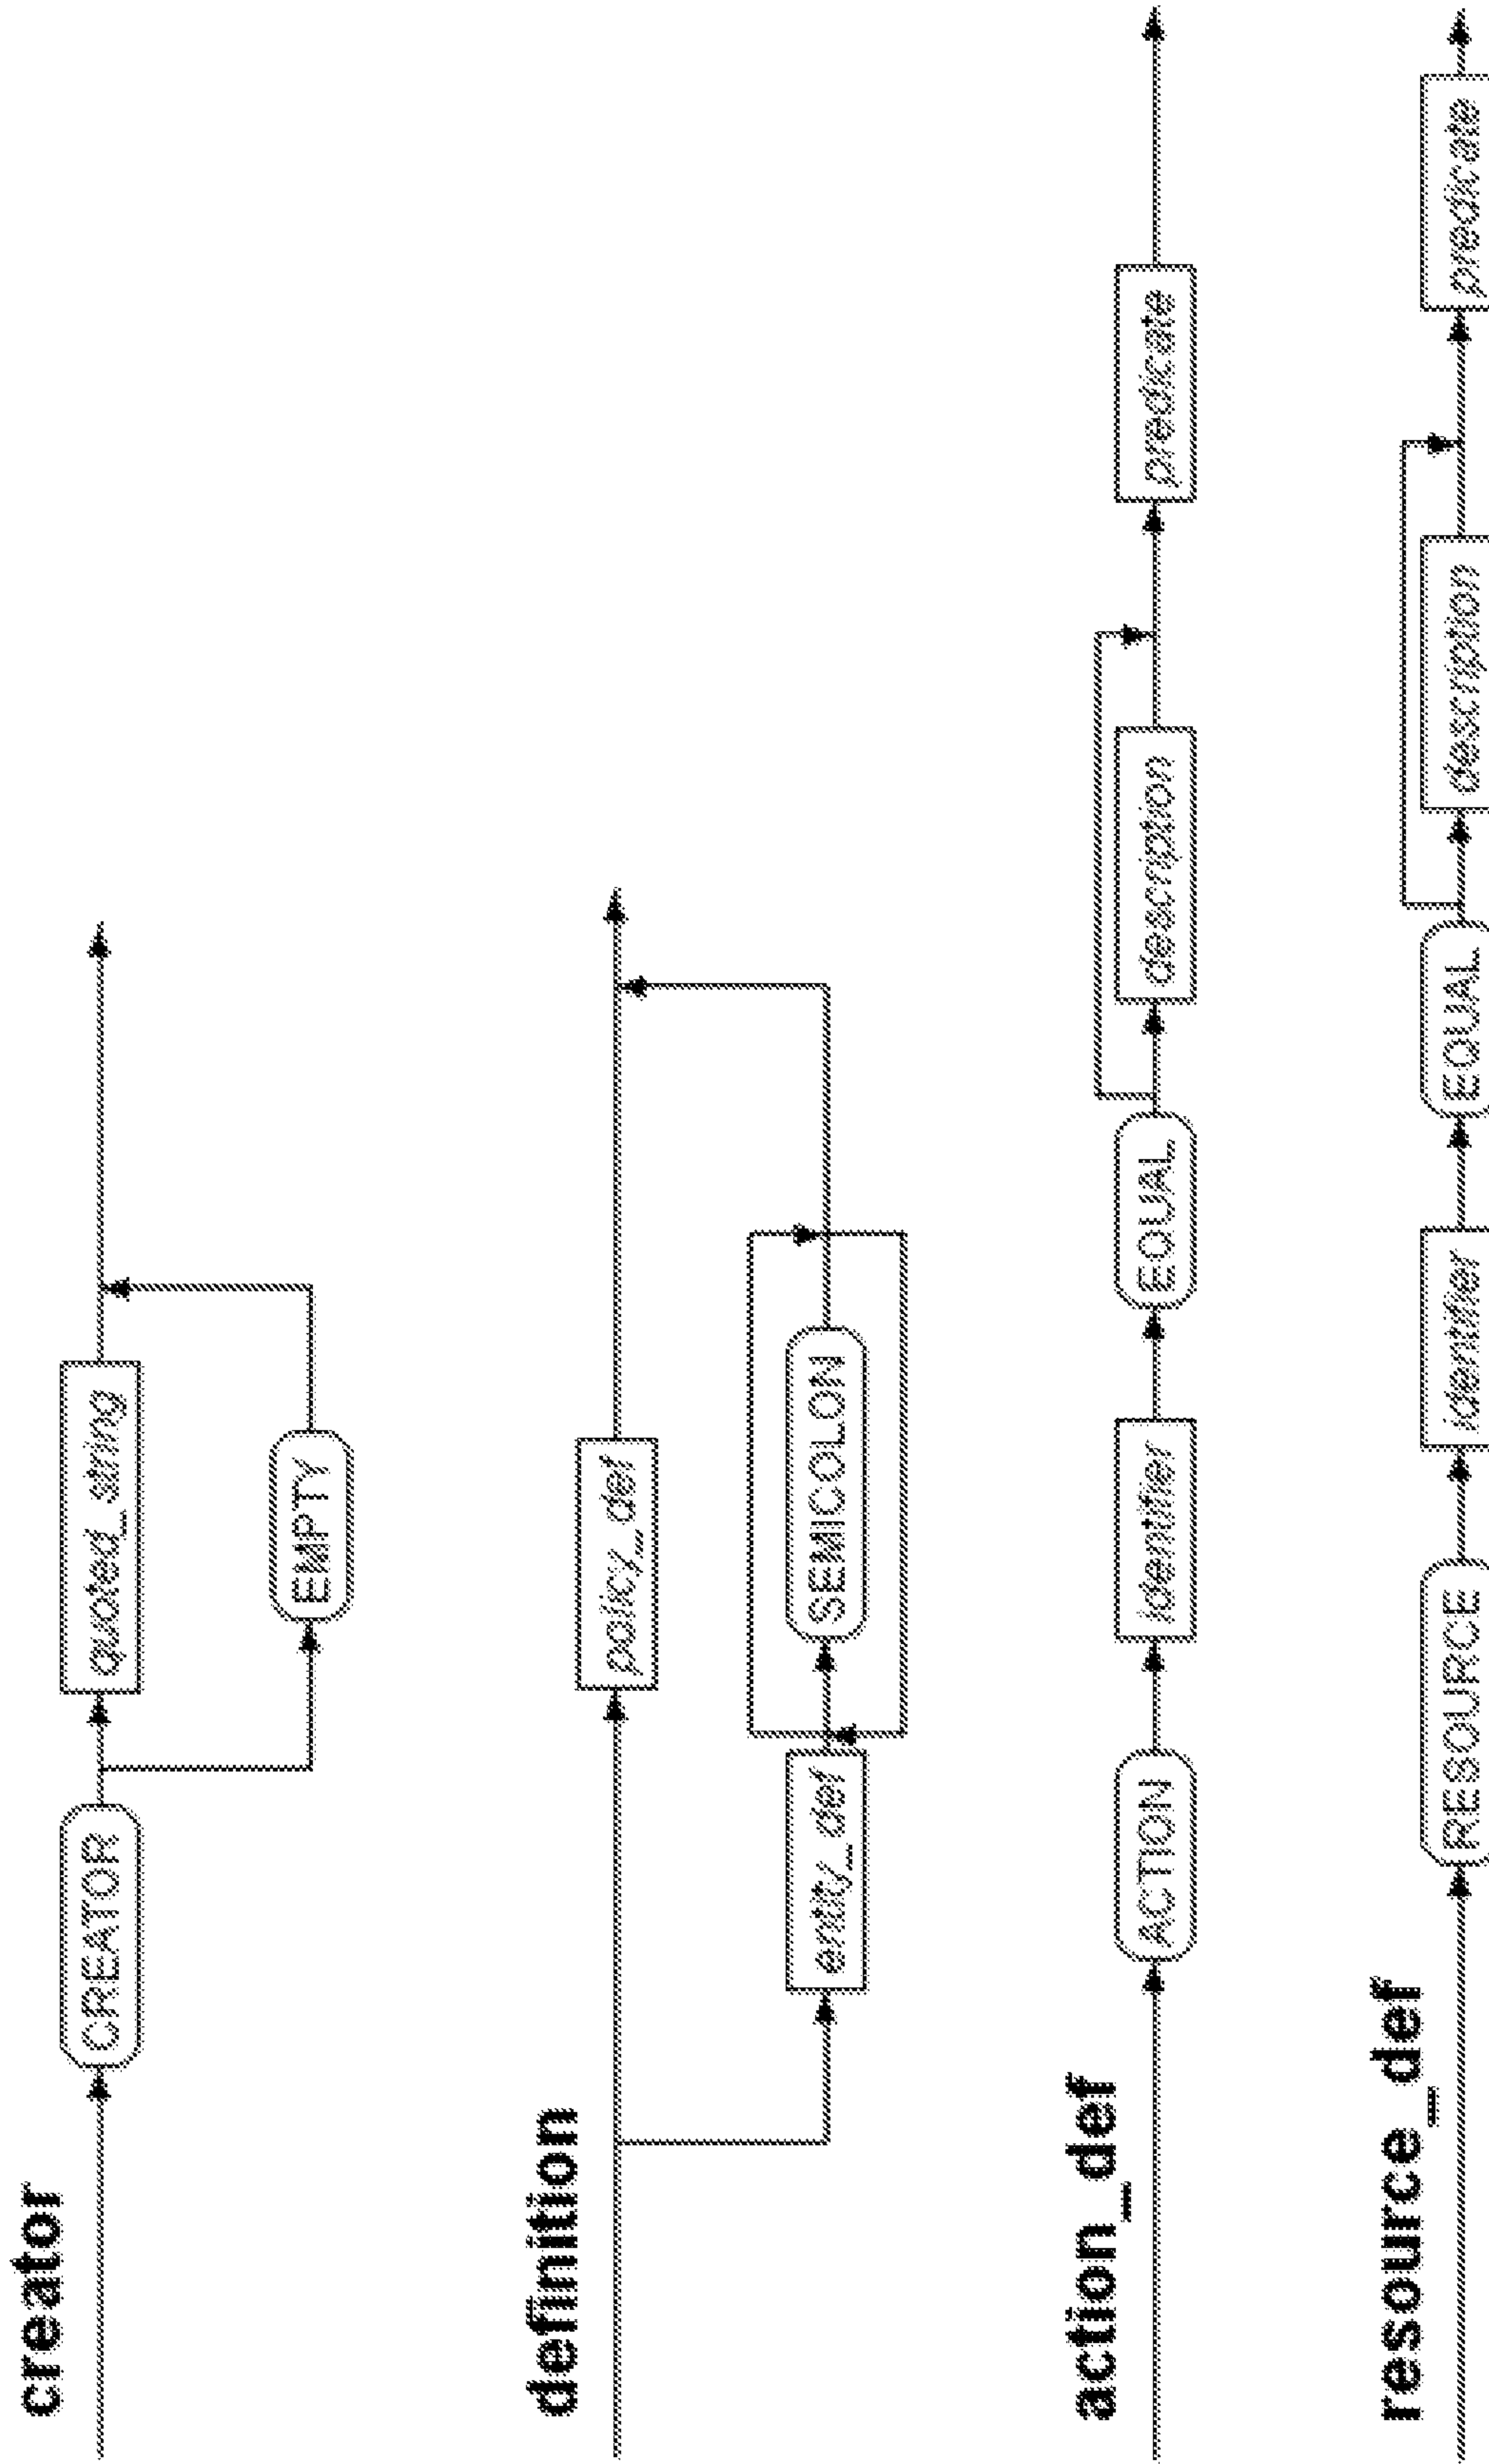 creator
CREATOR
quoted_string
EMPTY
definition
policy_def
entity_def
SEMICOLON
action_def
ACTION
identifier
EQUAL
description
predicate
resource_def
RESOURCE
identifier
EQUAL
description
predicate